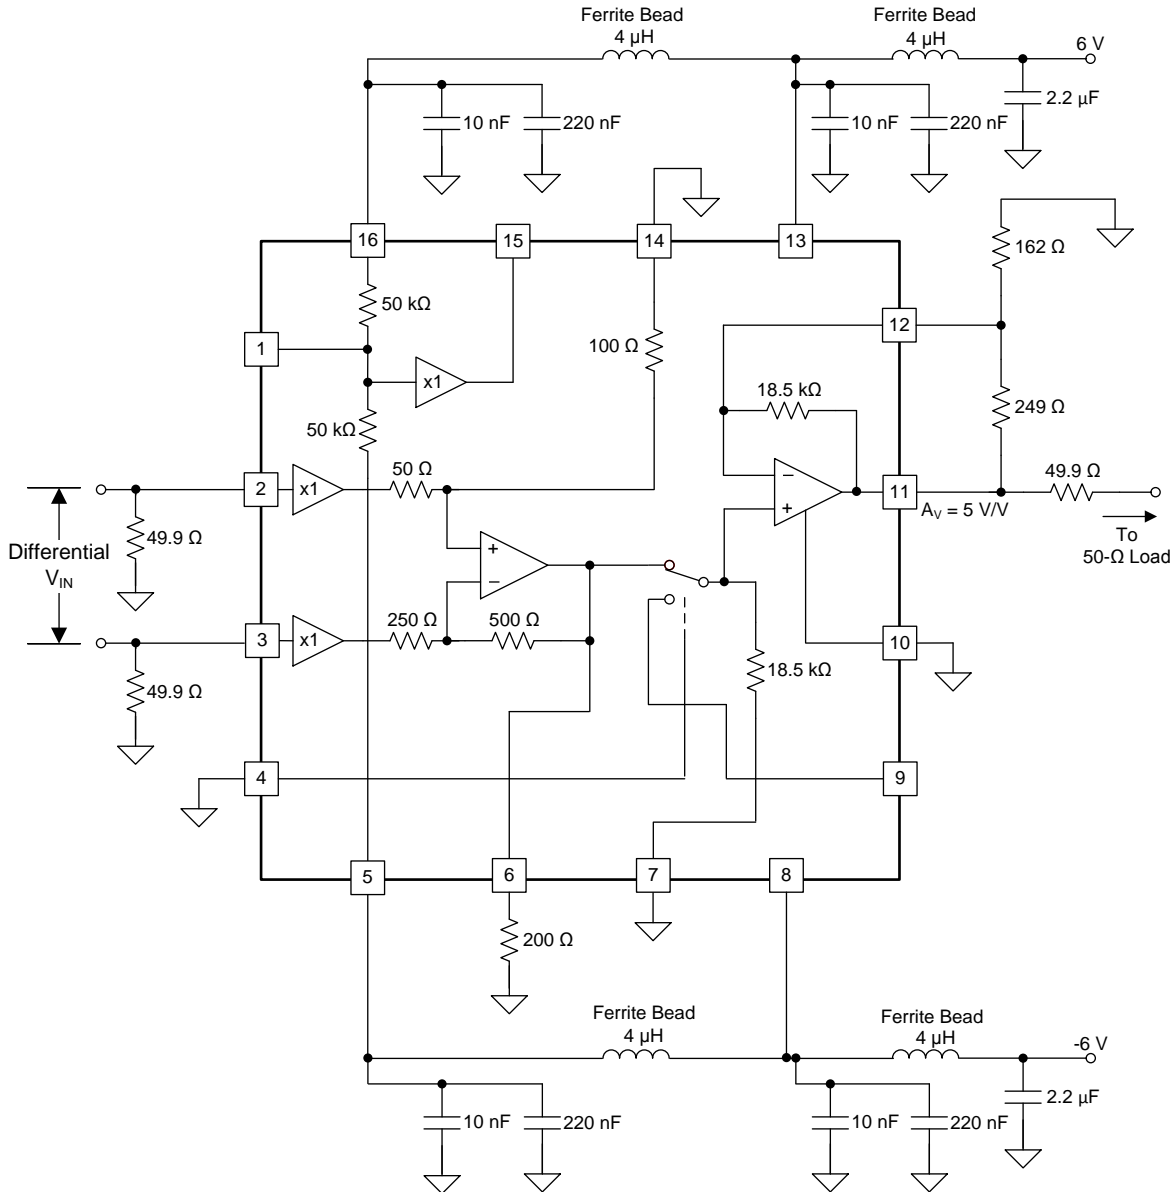 Ferrite Bead
4 µH
Ferrite Bead
4 µH
6 V
10 nF
220 nF
10 nF
220 nF
2.2 µF
16
15
14
13
162 Ω
50 kΩ
12
1
100 Ω
x1
18.5 kΩ
249 Ω
50 kΩ
2
x1
50 Ω
11
49.9 Ω
A_V = 5 V/V
To
50-Ω Load
Differential
V_IN
49.9 Ω
+
−
−
+
3
x1
250 Ω
500 Ω
10
49.9 Ω
18.5 kΩ
4
9
5
6
7
8
200 Ω
Ferrite Bead
4 µH
Ferrite Bead
4 µH
-6 V
10 nF
220 nF
10 nF
220 nF
2.2 µF